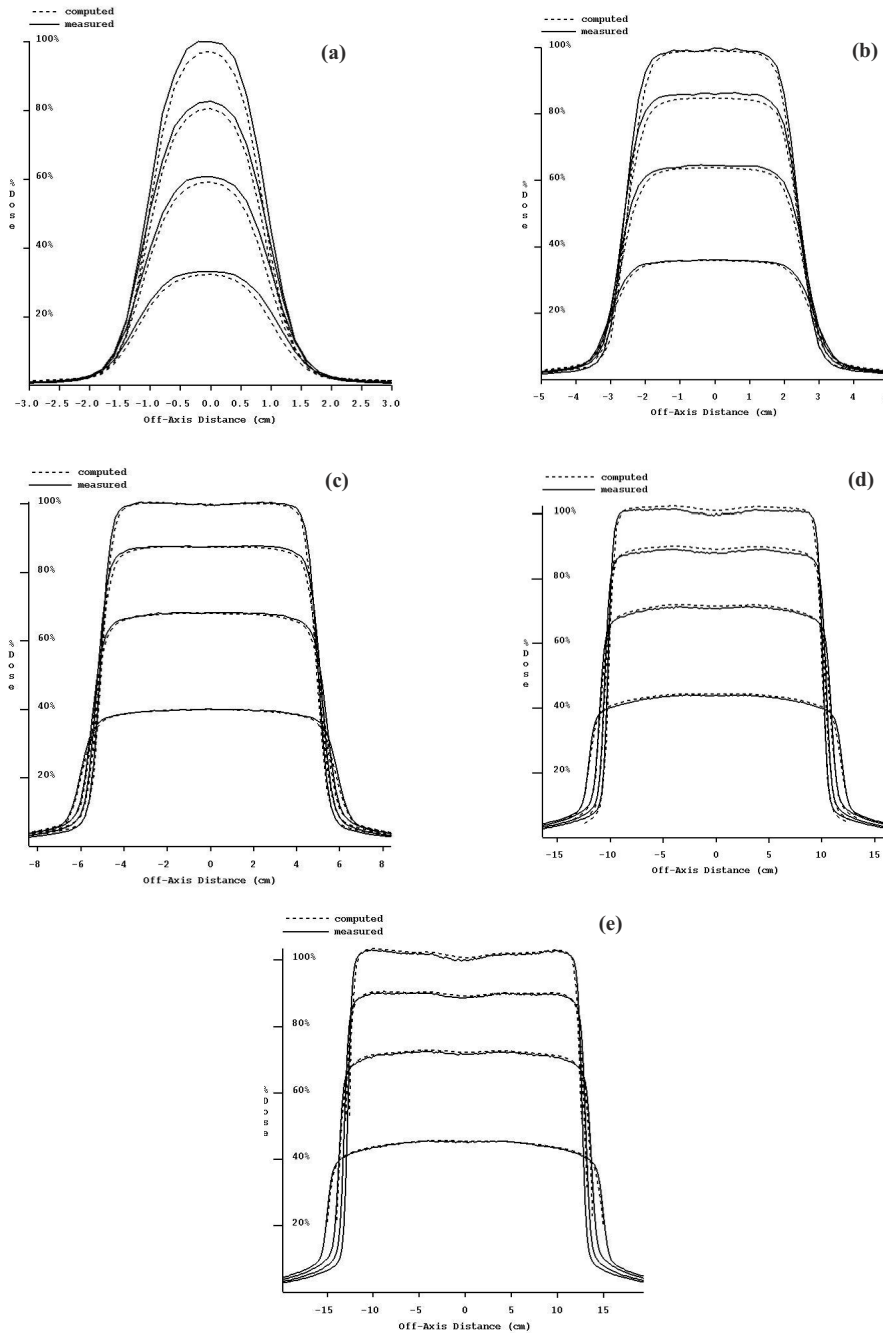 computed
measured
(a)
100%
80%
60%
40%
20%
% Dose
-3.0 -2.5 -2.0 -1.5 -1.0 -0.5 0.0 0.5 1.0 1.5 2.0 2.5 3.0
Off-Axis Distance (cm)
computed
measured
(b)
100%
80%
60%
40%
20%
% Dose
-5 -4 -3 -2 -1 0 1 2 3 4
Off-Axis Distance (cm)
computed
measured
(c)
100%
80%
60%
40%
20%
% Dose
-8 -6 -4 -2 0 2 4 6 8
Off-Axis Distance (cm)
computed
measured
(d)
100%
80%
60%
40%
20%
% Dose
-15 -10 -5 0 5 10 15
Off-Axis Distance (cm)
computed
measured
(e)
100%
80%
60%
40%
20%
% Dose
-15 -10 -5 0 5 10 15
Off-Axis Distance (cm)